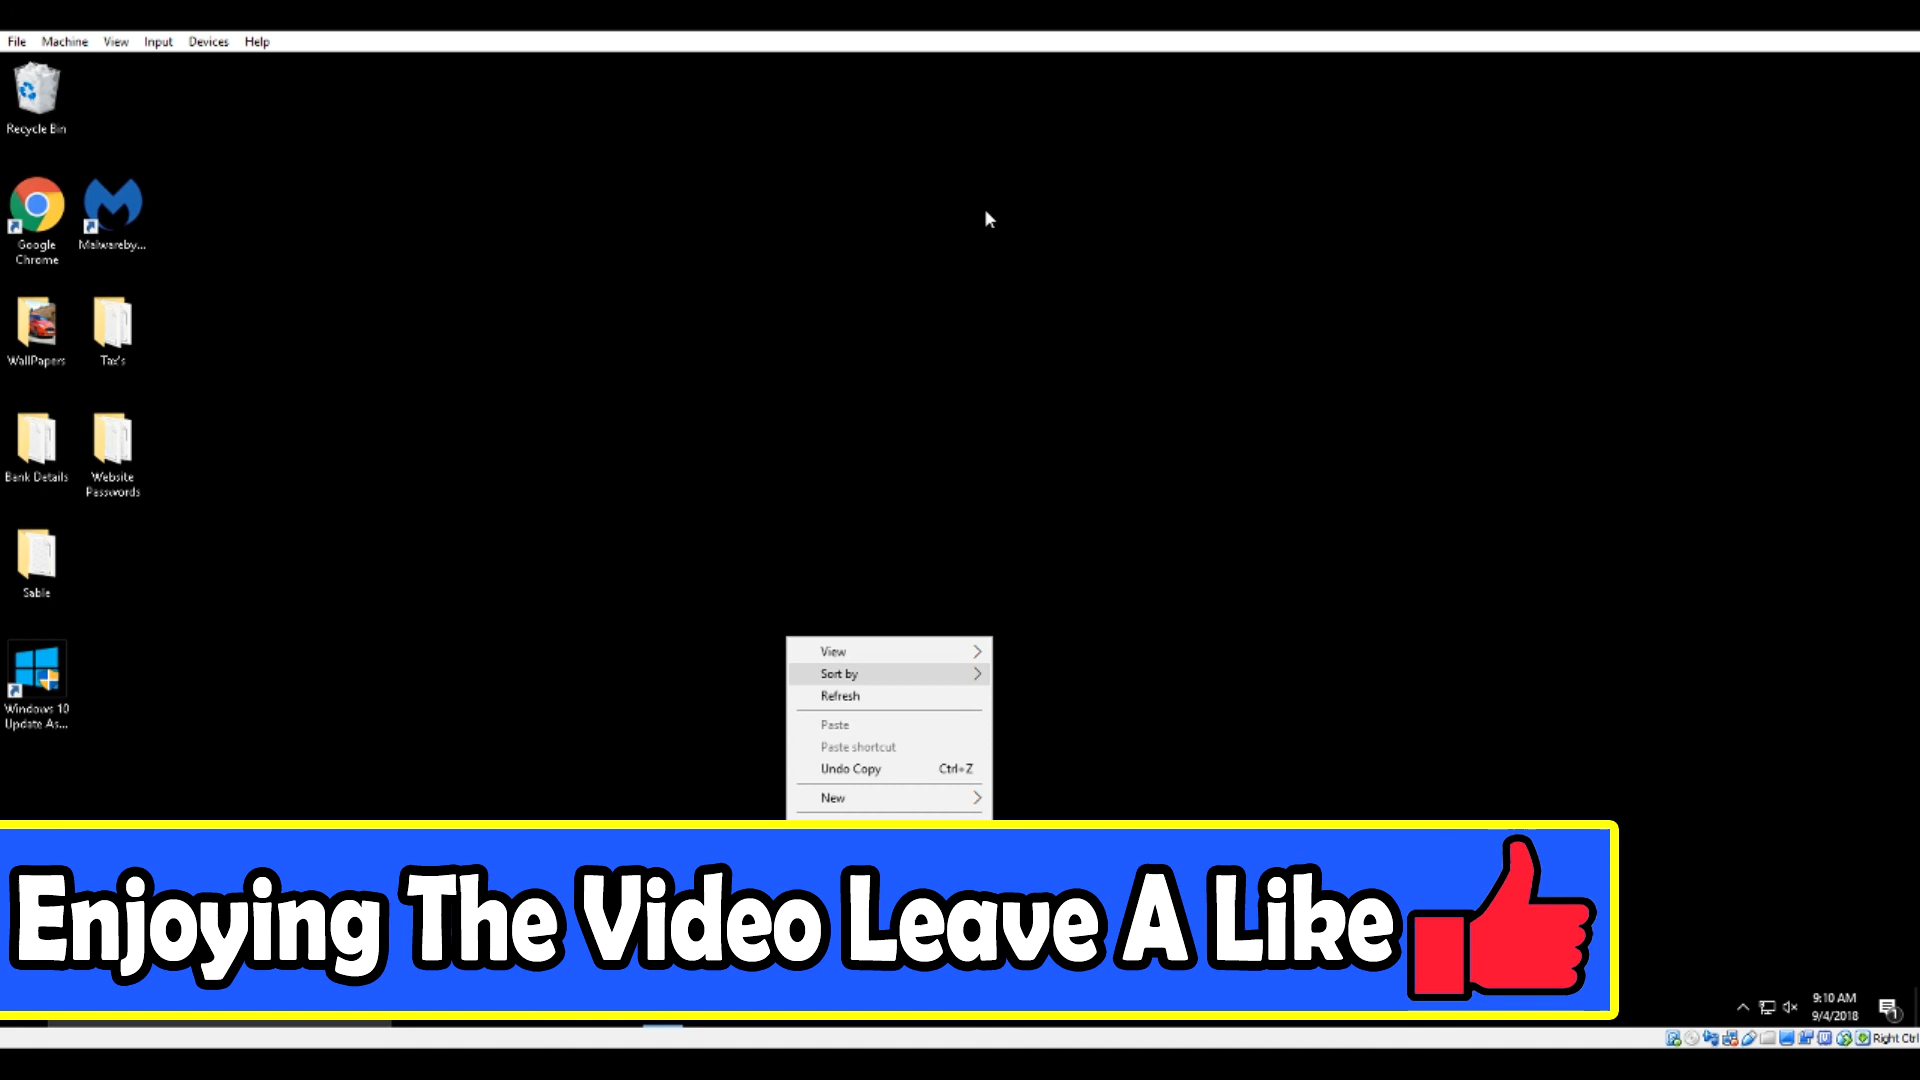 File Machine View Input Devices Help
Recycle Bin
Google
Chrome
Malwareby...
WallPapers
Tax's
Bank Details
Website
Passwords
Sable
Windows 10
Update As...
View
Sort by
Refresh
Paste
Paste shortcut
Undo Copy Ctrl+Z
New
Enjoying The Video Leave A Like
9:10 AM
9/4/2018
1
Right Ctrl